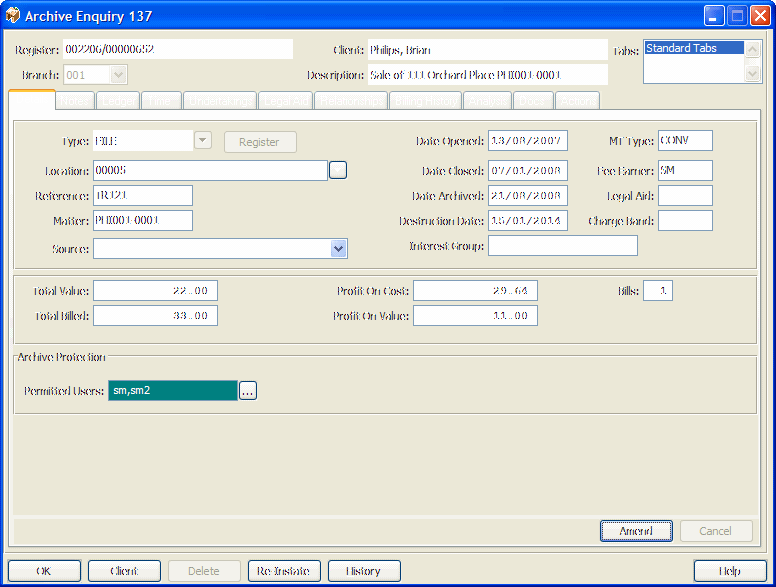 Archive Enquiry 137
Register: 002206/00000652 Client: Philips, Brian Tabs: Standard Tabs
Branch: 001 Description: Sale of 111 Orchard Place PHI001-0001
Type: FILE Register Date Opened: 13/08/2007 MI Type: CONV
Location: 00005 Date Closed: 07/01/2008 Fee Earner: SM
Reference: TR121 Date Archived: 21/08/2008 Legal Aid:
Matter: PHI001-0001 Destruction Date: 15/01/2014 Charge Band:
Source: Interest Group:
Total Value: 22.00 Profit On Cost: 29.64 Bills: 1
Total Billed: 33.00 Profit On Value: 11.00
Archive Protection
Permitted Users: sm,sm2 ...
Amend Cancel
OK Client Delete Re-Instate History Help